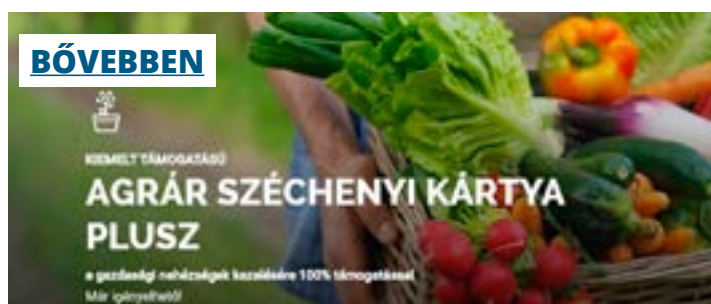 BŐVEBBEN
KIEMELT TÁMOGATÁSÚ
AGRÁR SZÉCHENYI KÁRTYA
PLUSZ
a gazdasági nehézségek kezelésére 100% támogatással
Már igényelhető!